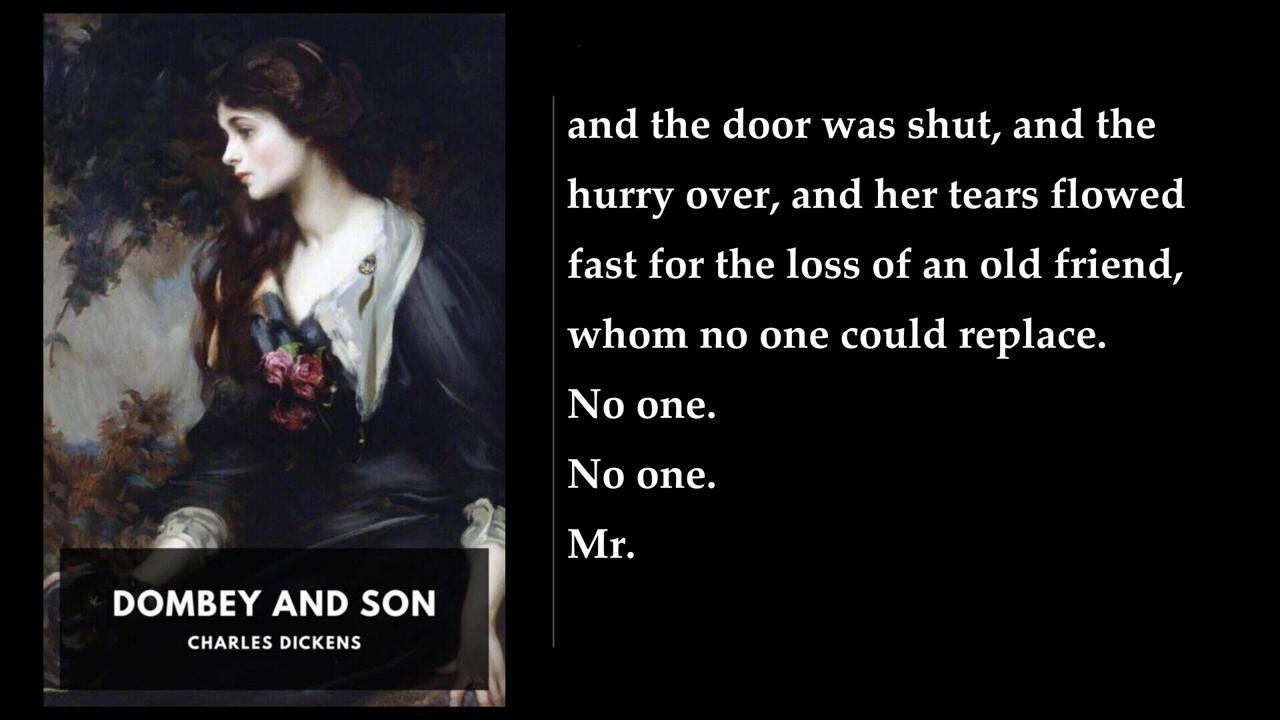 and the door was shut, and the
hurry over, and her tears flowed
fast for the loss of an old friend,
whom no one could replace.
No one.
No one.
Mr.
DOMBEY AND SON
CHARLES DICKENS